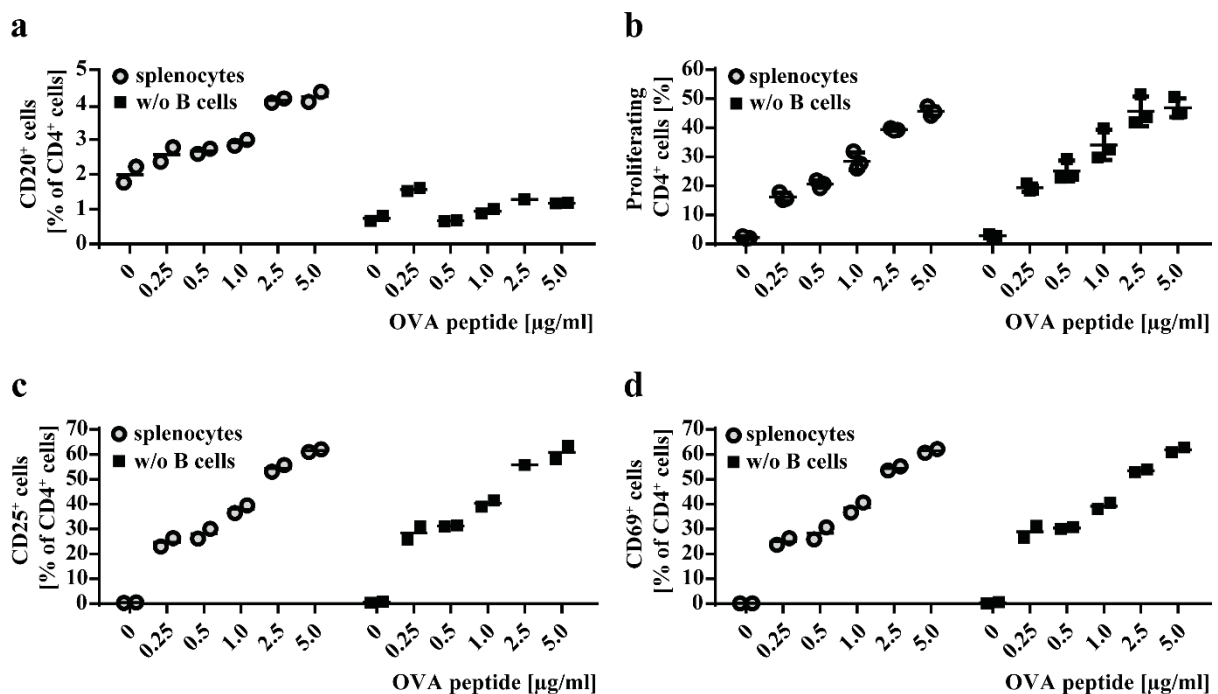 a
CD20⁺ cells
[% of CD4⁺ cells]
5
4
3
2
1
0
splenocytes
w/o B cells
0 0.25 0.5 1.0 2.5 5.0 0 0.25 0.5 1.0 2.5 5.0
OVA peptide [µg/ml]
b
Proliferating
CD4⁺ cells [%]
60
50
40
30
20
10
0
splenocytes
w/o B cells
0 0.25 0.5 1.0 2.5 5.0 0 0.25 0.5 1.0 2.5 5.0
OVA peptide [µg/ml]
c
CD25⁺ cells
[% of CD4⁺ cells]
70
60
50
40
30
20
10
0
splenocytes
w/o B cells
0 0.25 0.5 1.0 2.5 5.0 0 0.25 0.5 1.0 2.5 5.0
OVA peptide [µg/ml]
d
CD69⁺ cells
[% of CD4⁺ cells]
70
60
50
40
30
20
10
0
splenocytes
w/o B cells
0 0.25 0.5 1.0 2.5 5.0 0 0.25 0.5 1.0 2.5 5.0
OVA peptide [µg/ml]